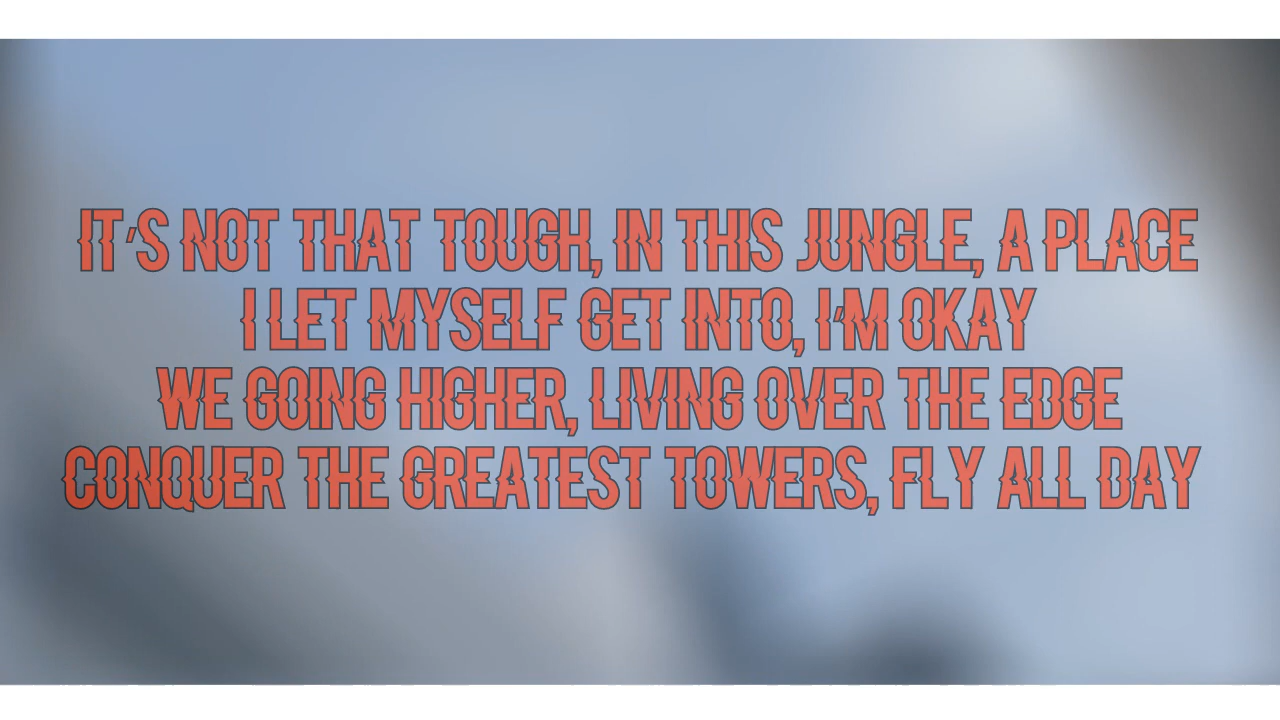 IT'S NOT THAT TOUGH, IN THIS JUNGLE, A PLACE
I LET MYSELF GET INTO, I'M OKAY
WE GOING HIGHER, LIVING OVER THE EDGE
CONQUER THE GREATEST TOWERS, FLY ALL DAY